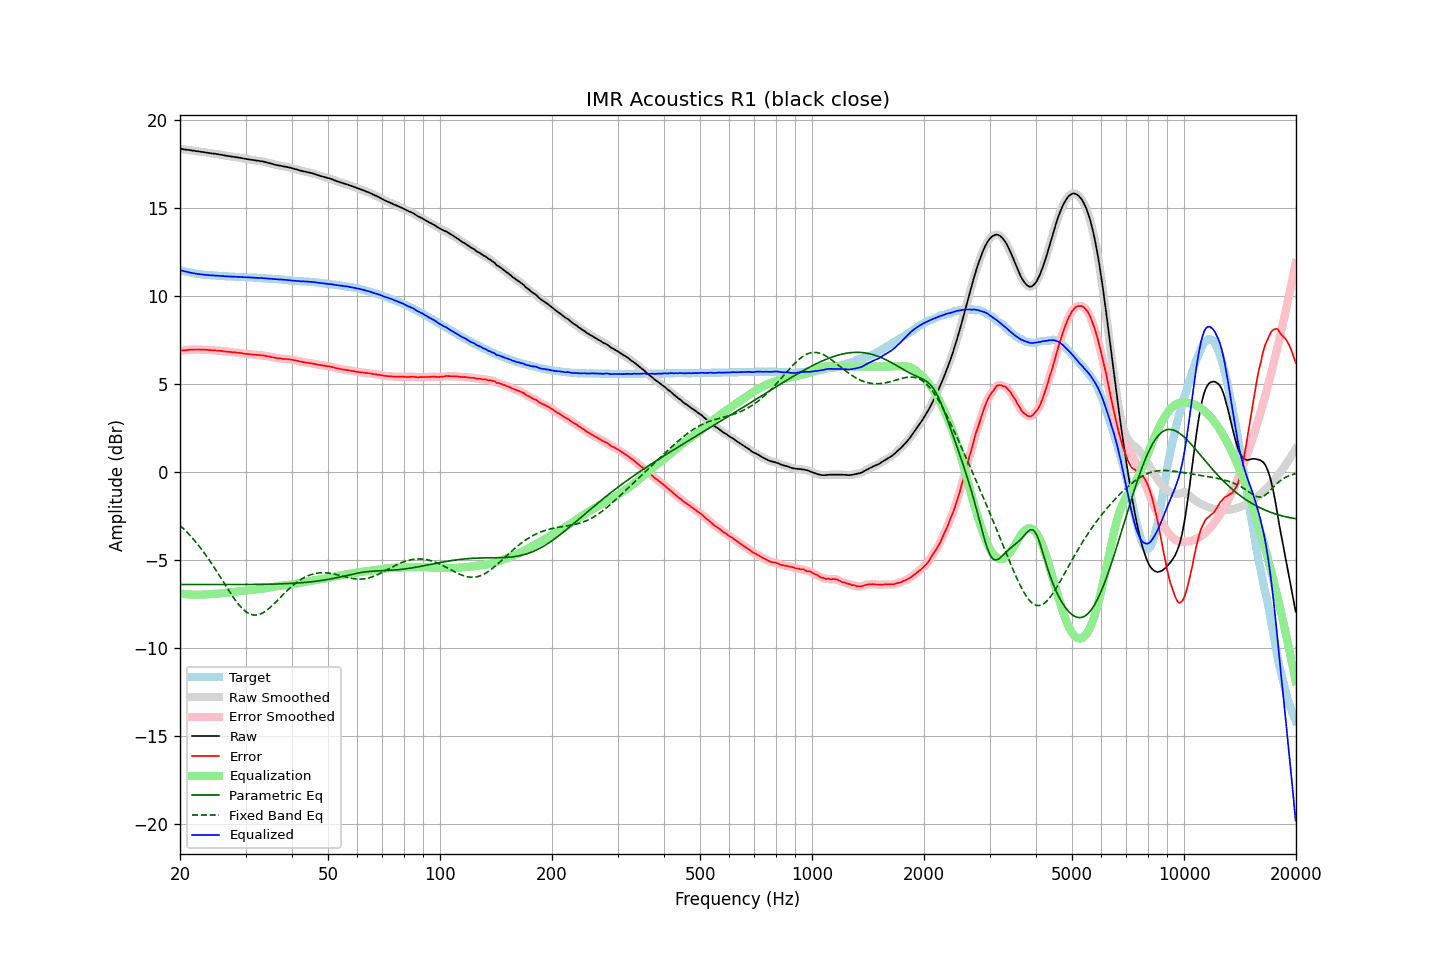 IMR Acoustics R1 (black close)
20
15
10
5
0
−5
−10
−15
−20
Amplitude (dBr)
Target
Raw Smoothed
Error Smoothed
Raw
Error
Equalization
Parametric Eq
Fixed Band Eq
Equalized
20 50 100 200 500 1000 2000 5000 10000 20000
Frequency (Hz)